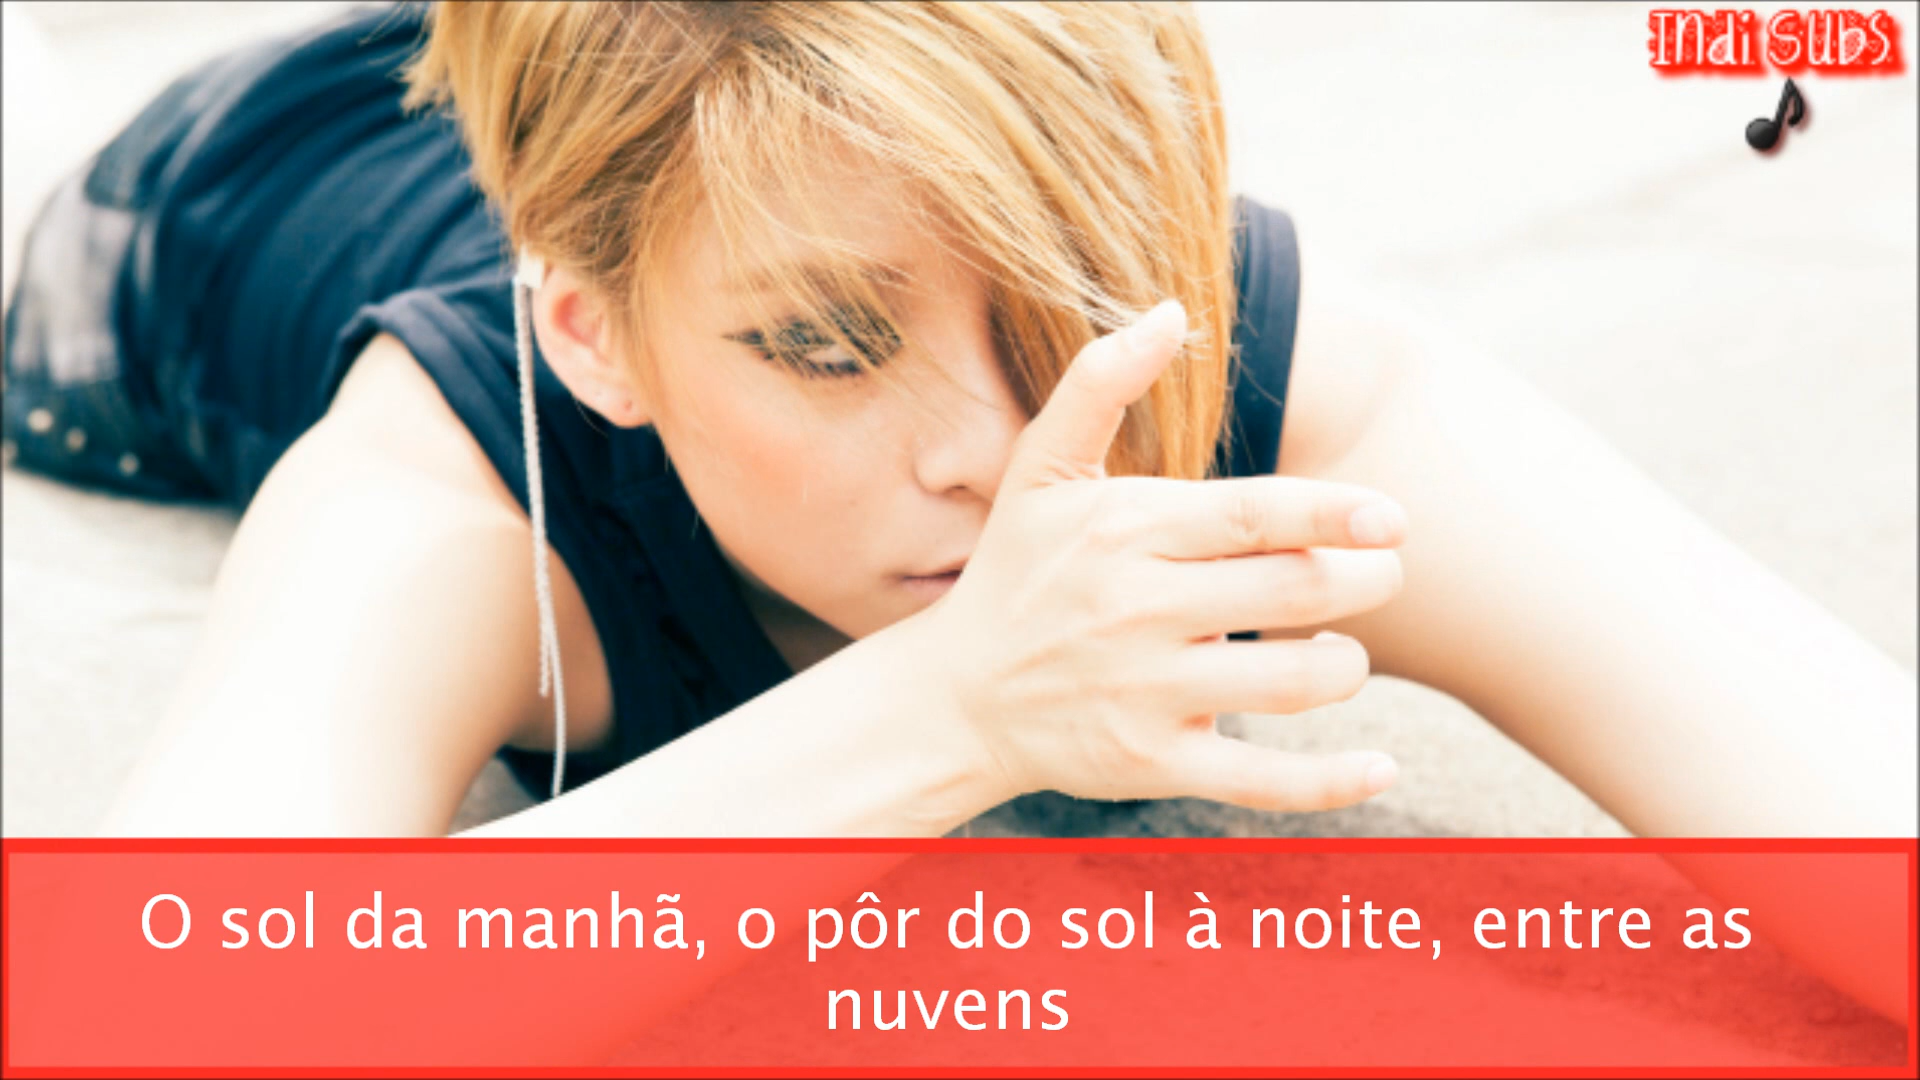 Indi Subs
O sol da manhã, o pôr do sol à noite, entre as
nuvens